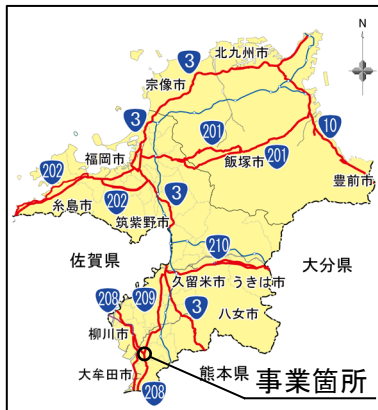 N
北九州市
3
宗像市
3
201
10
福岡市
202
飯塚市
201
豊前市
糸島市
202
3
筑紫野市
210
佐賀県
大分県
久留米市
うきは市
208
209
3
八女市
柳川市
大牟田市
熊本県
事業箇所
208